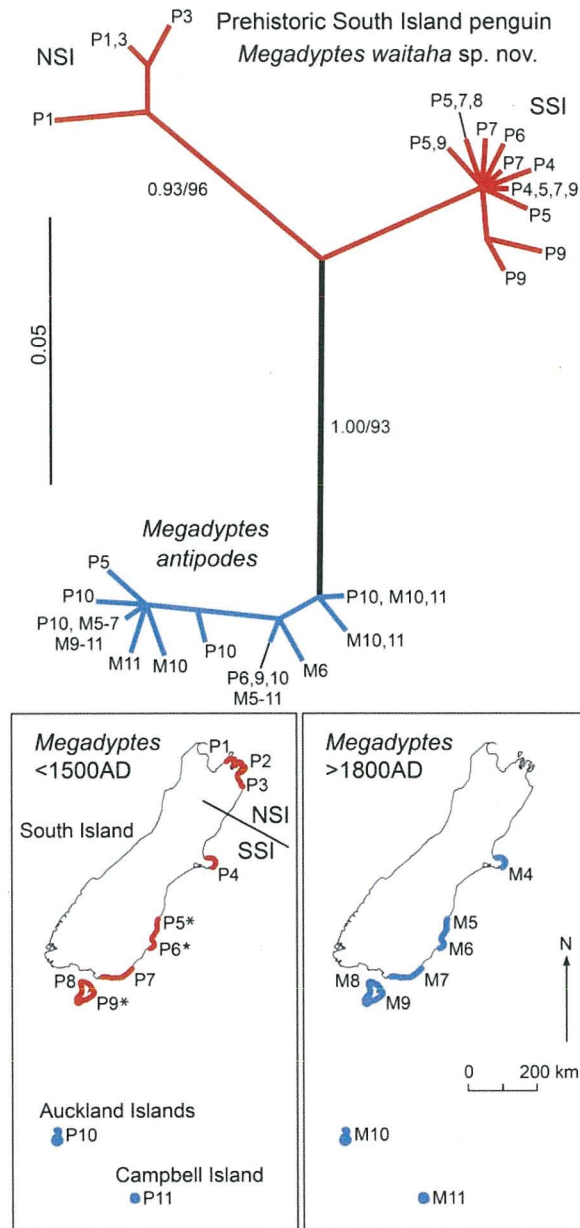 P3
Prehistoric South Island penguin
P1,3
NSI
Megadyptes waitaha sp. nov.
P5,7,8
SSI
P1
P7
P6
P5,9
P7
P4
P4,5,7,9
0.93/96
P5
P9
P9
0.05
1.00/93
Megadyptes
antipodes
P5
P10
P10, M10,11
P10, M5-7
M9-11
M10,11
M11
M10
P10
P6,9,10
M6
M5-11
Megadyptes
<1500AD
P1
P2
P3
South Island
NSI
SSI
P4
P5*
P6*
P8
P7
P9*
Auckland Islands
P10
Campbell Island
P11
Megadyptes
>1800AD
M4
M5
M6
M8
M7
M9
N
0 200 km
M10
M11